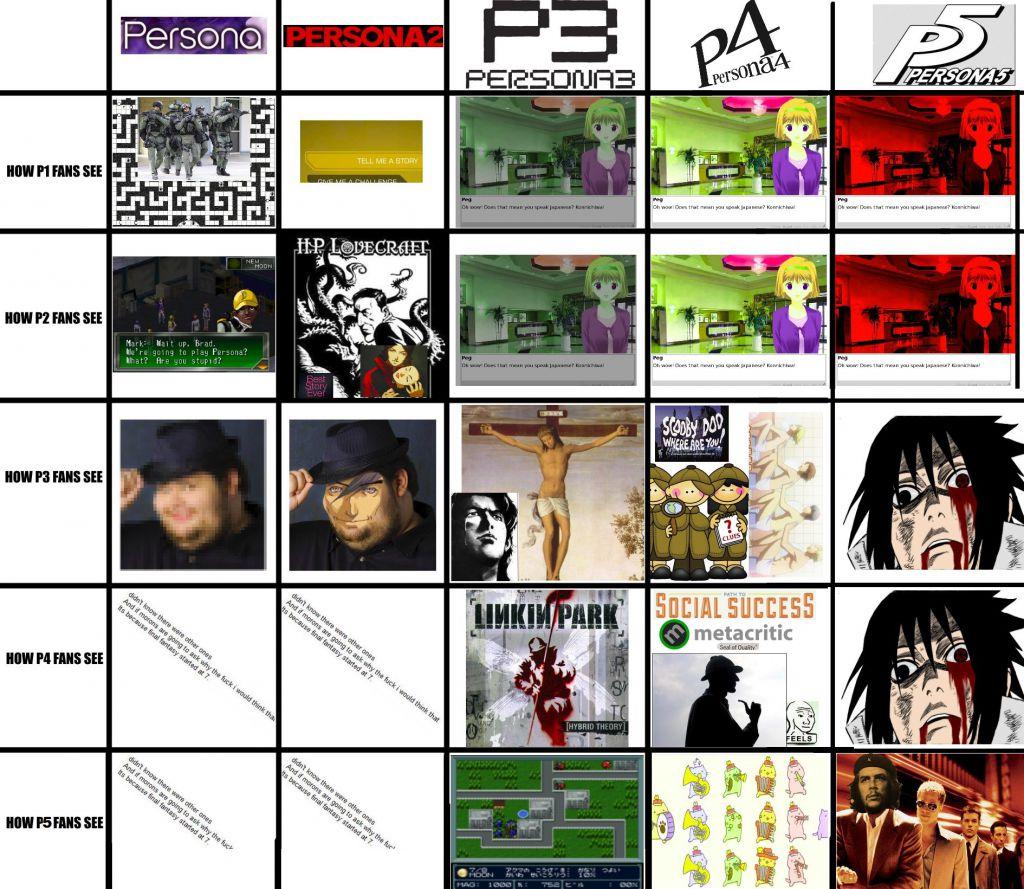 Persona
PERSONA2
P3
PERSONA3
P4
Persona4
P5
PERSONA5
HOW P1 FANS SEE
TELL ME A STORY
GIVE ME A CHALLENGE
Peg
Oh wow! Does that mean you speak Japanese? Konnichiwa!
Peg
Oh wow! Does that mean you speak Japanese? Konnichiwa!
Peg
Oh wow! Does that mean you speak Japanese? Konnichiwa!
HOW P2 FANS SEE
NEW
MOON
Mark: Wait up, Brad.
We're going to play Persona?
What? Are you stupid?
H.P. LOVECRAFT
Best
Story
Ever
Peg
Oh wow! Does that mean you speak Japanese? Konnichiwa!
Peg
Oh wow! Does that mean you speak Japanese? Konnichiwa!
Peg
Oh wow! Does that mean you speak Japanese? Konnichiwa!
HOW P3 FANS SEE
SCOOBY DOO
WHERE ARE YOU!
?
CLUES
HOW P4 FANS SEE
didn't know there were other ones
And if morons are going to ask why the fuck i would think tha
Its because final fantasy started at 7.
didn't know there were other ones
And if morons are going to ask why the fuck i would think that
Its because final fantasy started at 7.
LINKIN PARK
[HYBRID THEORY]
PATH TO
SOCIAL SUCCESS
m metacritic
Seal of Quality
FEELS
HOW P5 FANS SEE
didn't know there were other ones
And if morons are going to ask why the fuc
Its because final fantasy started at 7.
didn't know there were other ones
And if morons are going to ask why the fuc
Its because final fantasy started at 7.
7/8
MOON
10%
MAG: 1000
752
00%